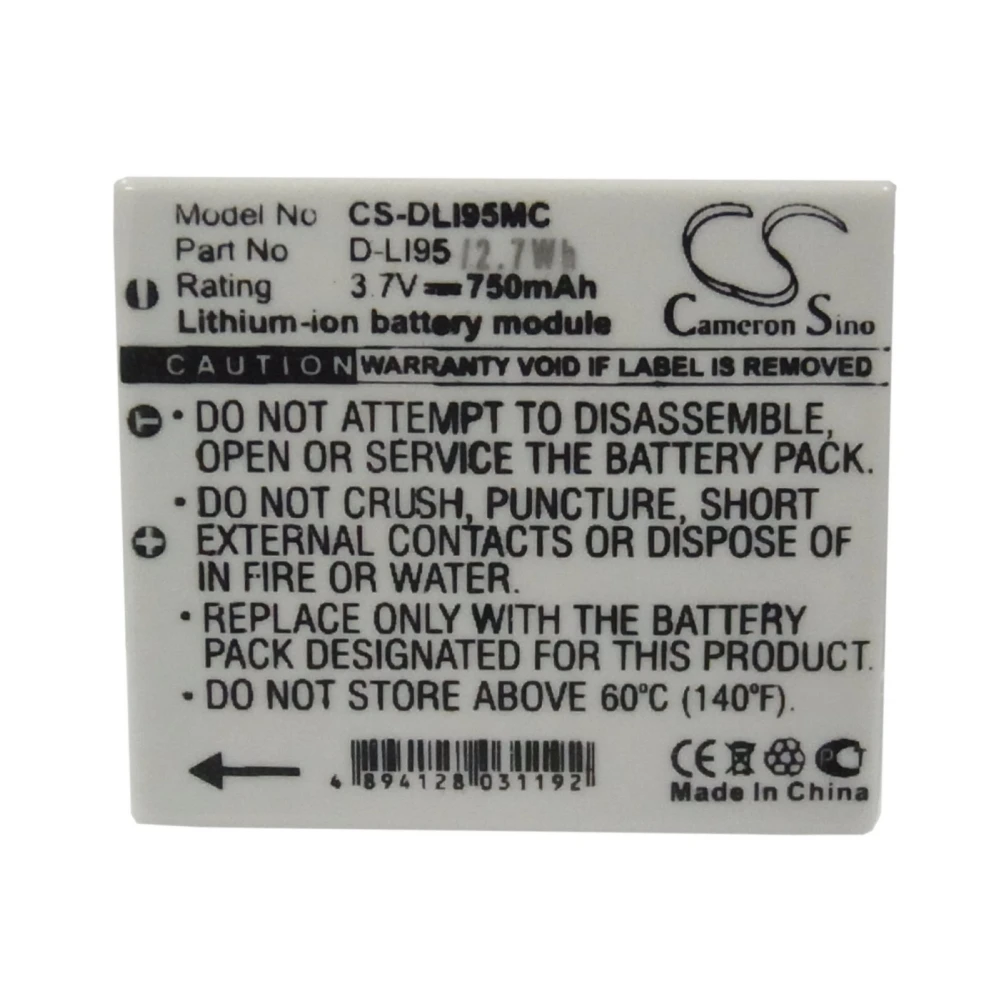 Model No CS-DLI95MC
Part No D-LI95 /2.7Wh
Rating 3.7V 750mAh
Lithium-ion battery module
CS
Cameron Sino
CAUTION WARRANTY VOID IF LABEL IS REMOVED
• DO NOT ATTEMPT TO DISASSEMBLE,
OPEN OR SERVICE THE BATTERY PACK.
• DO NOT CRUSH, PUNCTURE, SHORT
EXTERNAL CONTACTS OR DISPOSE OF
IN FIRE OR WATER.
• REPLACE ONLY WITH THE BATTERY
PACK DESIGNATED FOR THIS PRODUCT.
• DO NOT STORE ABOVE 60°C (140°F).
T
4 894128 031192
CE PCT
Made In China